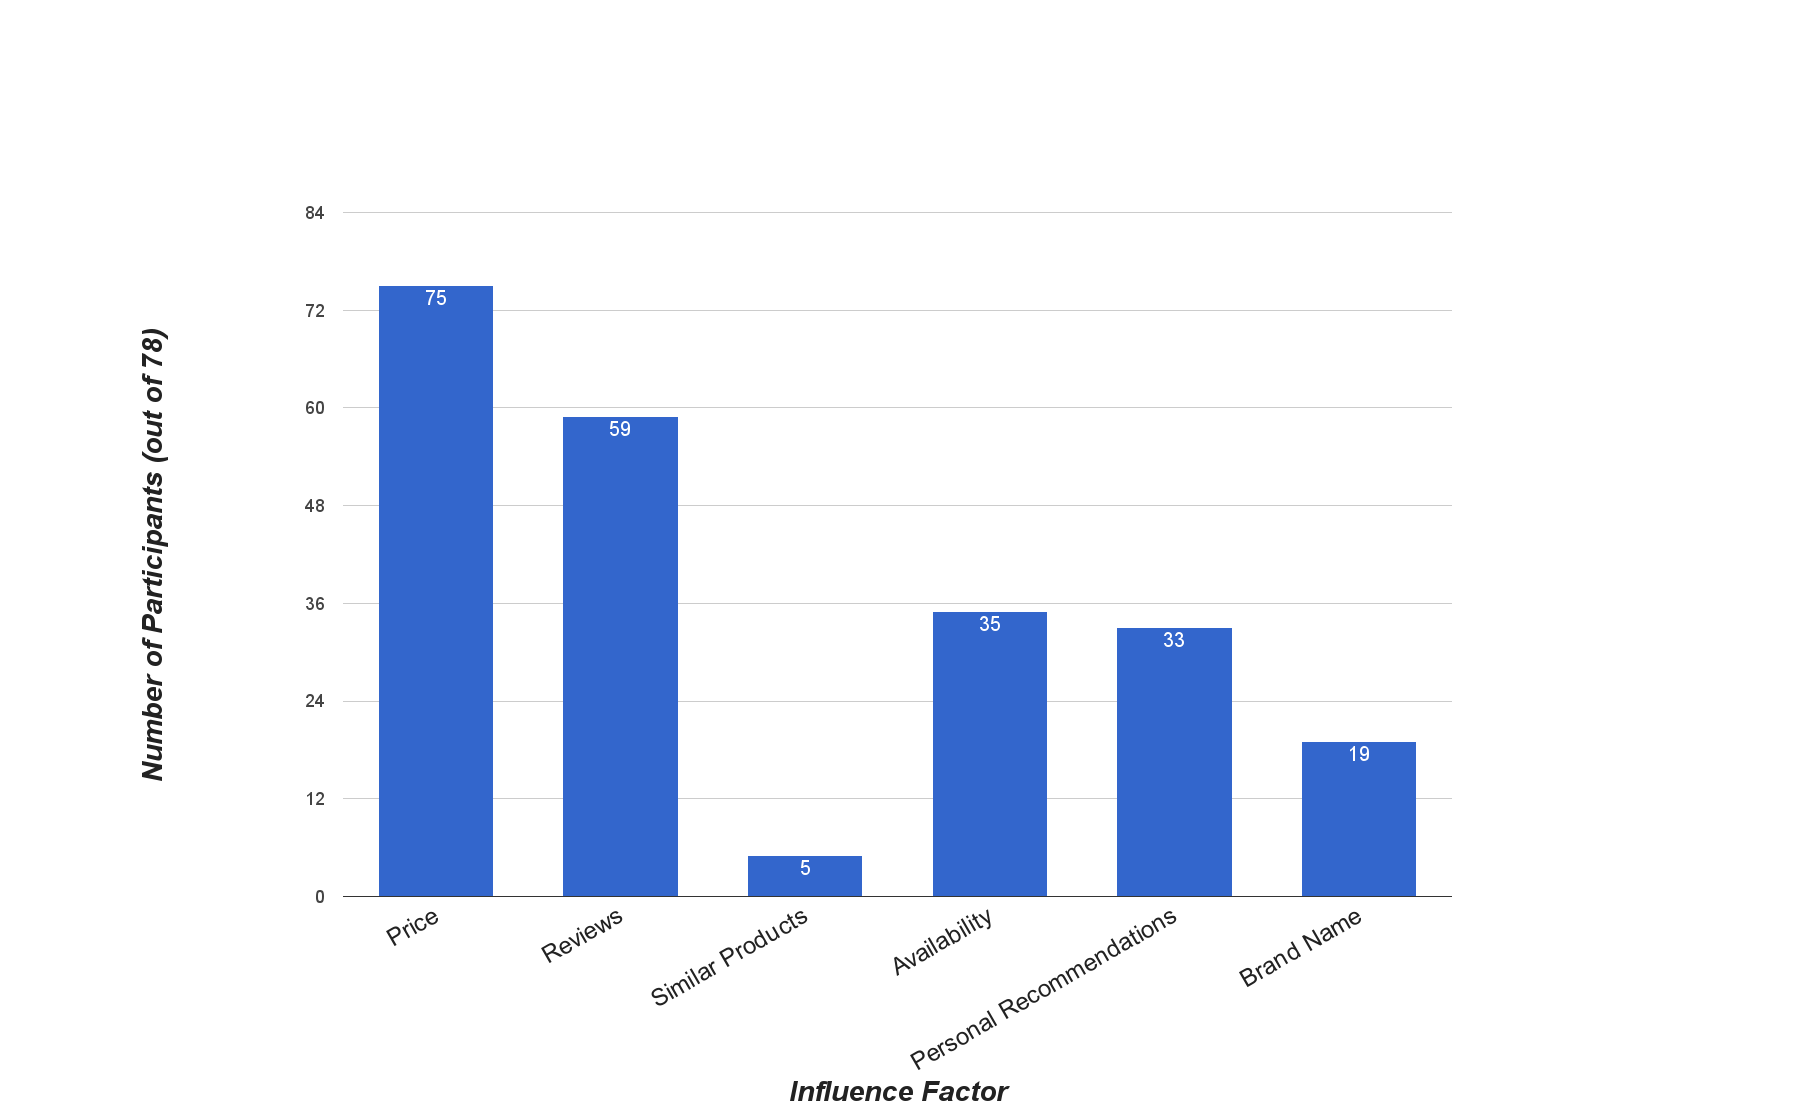 84
72
60
48
36
24
12
0
Number of Participants (out of 78)
75
59
5
35
33
19
Price
Reviews
Similar Products
Availability
Personal Recommendations
Brand Name
Influence Factor